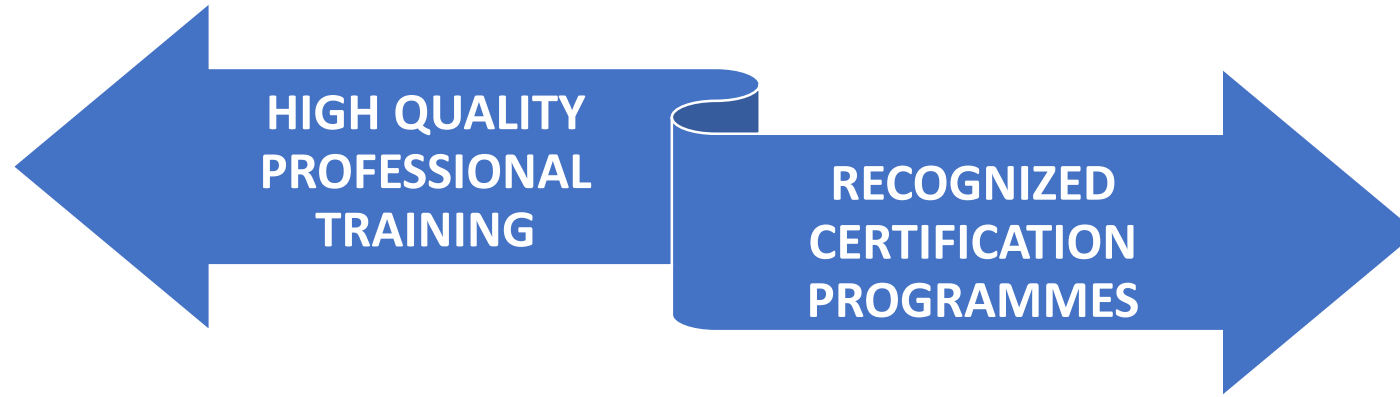 HIGH QUALITY
PROFESSIONAL
TRAINING
RECOGNIZED
CERTIFICATION
PROGRAMMES